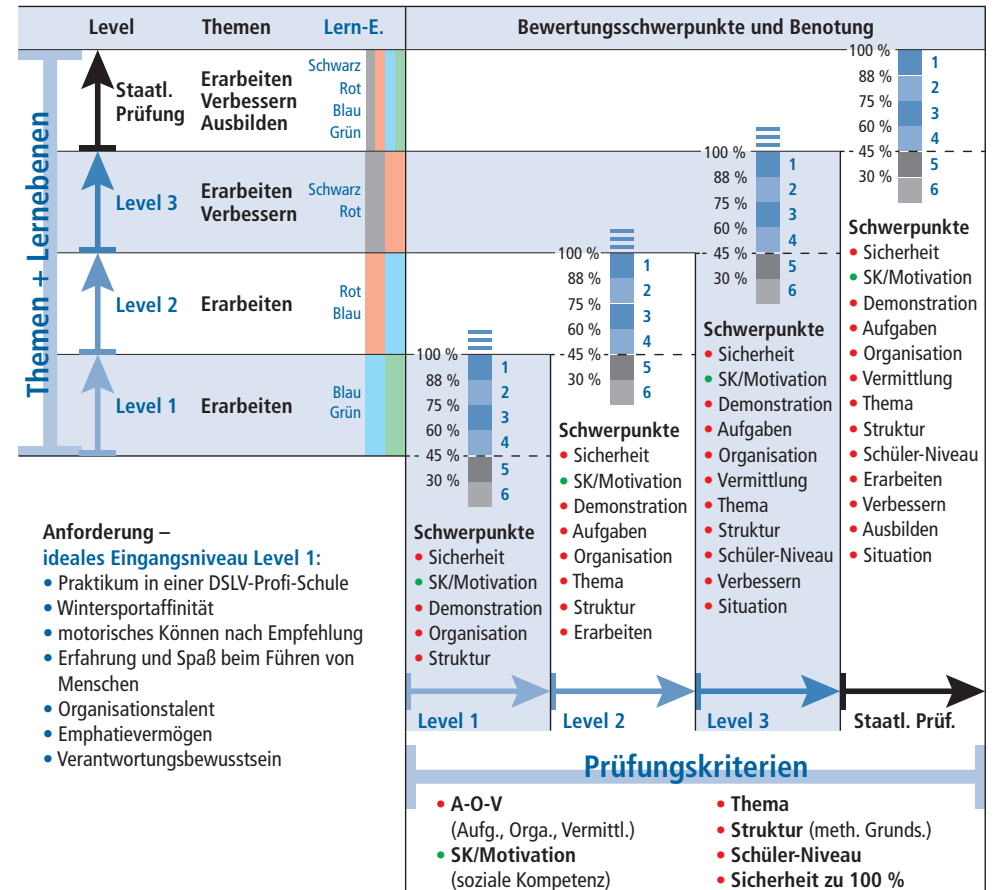 Level Themen Lern-E. Bewertungsschwerpunkte und Benotung
Themen + Lernebenen
Staatl.
Prüfung
Erarbeiten
Verbessern
Ausbilden
Schwarz
Rot
Blau
Grün
Level 3
Erarbeiten
Verbessern
Schwarz
Rot
Level 2
Erarbeiten
Rot
Blau
Level 1
Erarbeiten
Blau
Grün
100 %
88 %
75 %
60 %
45 %
30 %
1
2
3
4
5
6
Schwerpunkte
• Sicherheit
• SK/Motivation
• Demonstration
• Organisation
• Struktur
Level 1
100 %
88 %
75 %
60 %
45 %
30 %
1
2
3
4
5
6
Schwerpunkte
• Sicherheit
• SK/Motivation
• Demonstration
• Aufgaben
• Organisation
• Thema
• Struktur
• Erarbeiten
Level 2
100 %
88 %
75 %
60 %
45 %
30 %
1
2
3
4
5
6
Schwerpunkte
• Sicherheit
• SK/Motivation
• Demonstration
• Aufgaben
• Organisation
• Vermittlung
• Thema
• Struktur
• Schüler-Niveau
• Verbessern
• Situation
Level 3
100 %
88 %
75 %
60 %
45 %
30 %
1
2
3
4
5
6
Schwerpunkte
• Sicherheit
• SK/Motivation
• Demonstration
• Aufgaben
• Organisation
• Vermittlung
• Thema
• Struktur
• Schüler-Niveau
• Erarbeiten
• Verbessern
• Ausbilden
• Situation
Staatl. Prüf.
Anforderung –
ideales Eingangsniveau Level 1:
• Praktikum in einer DSLV-Profi-Schule
• Wintersportaffinität
• motorisches Können nach Empfehlung
• Erfahrung und Spaß beim Führen von
Menschen
• Organisationstalent
• Emphatievermögen
• Verantwortungsbewusstsein
Prüfungskriterien
• A-O-V
(Aufg., Orga., Vermittl.)
• SK/Motivation
(soziale Kompetenz)
• Thema
• Struktur (meth. Grunds.)
• Schüler-Niveau
• Sicherheit zu 100 %